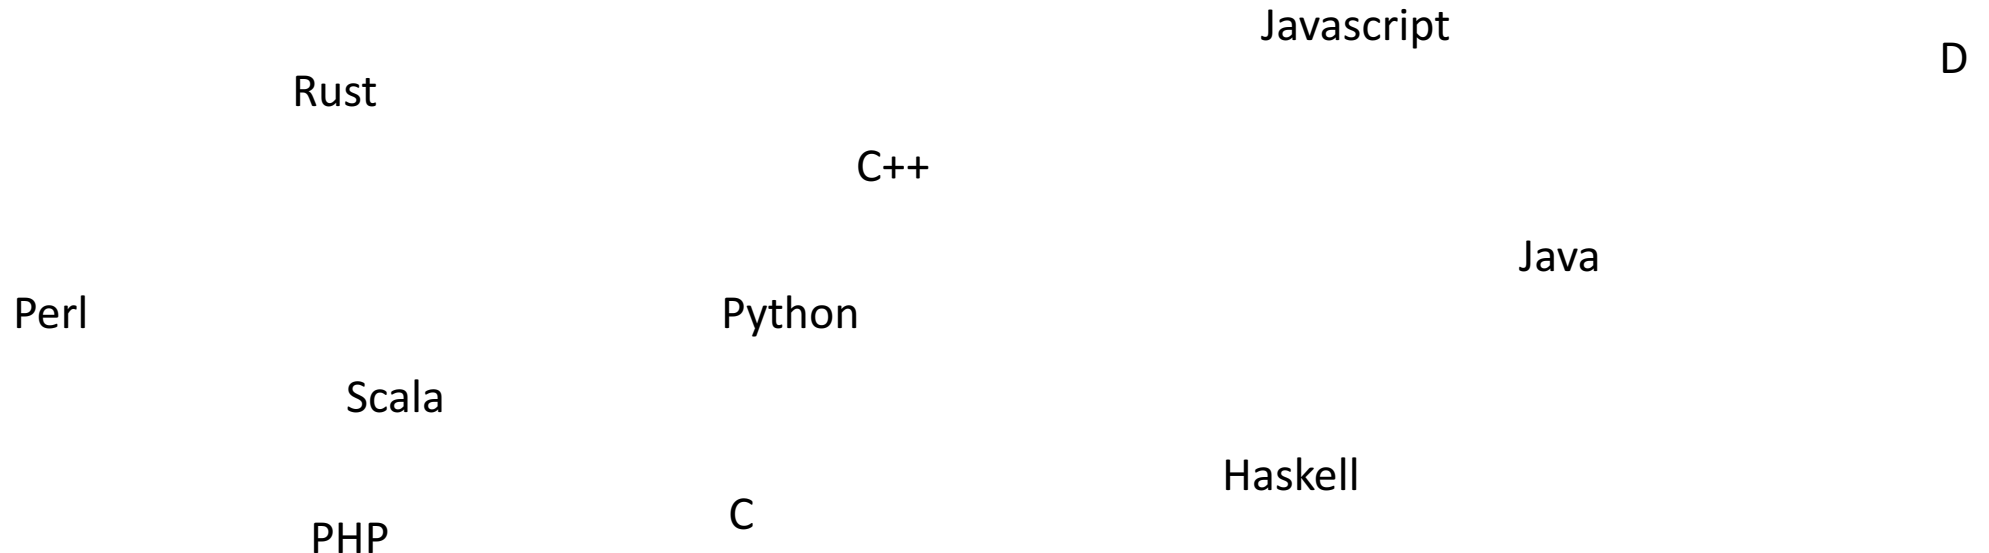 Javascript
D
Rust
C++
Java
Perl
Python
Scala
Haskell
C
PHP